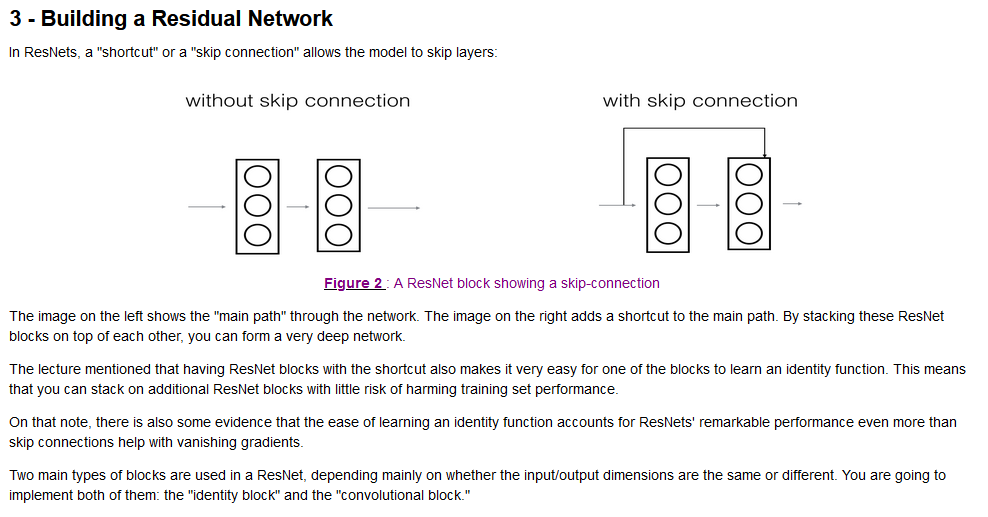 3 - Building a Residual Network
In ResNets, a "shortcut" or a "skip connection" allows the model to skip layers:
without skip connection
with skip connection
Figure 2 : A ResNet block showing a skip-connection
The image on the left shows the "main path" through the network. The image on the right adds a shortcut to the main path. By stacking these ResNet
blocks on top of each other, you can form a very deep network.
The lecture mentioned that having ResNet blocks with the shortcut also makes it very easy for one of the blocks to learn an identity function. This means
that you can stack on additional ResNet blocks with little risk of harming training set performance.
On that note, there is also some evidence that the ease of learning an identity function accounts for ResNets' remarkable performance even more than
skip connections help with vanishing gradients.
Two main types of blocks are used in a ResNet, depending mainly on whether the input/output dimensions are the same or different. You are going to
implement both of them: the "identity block" and the "convolutional block."